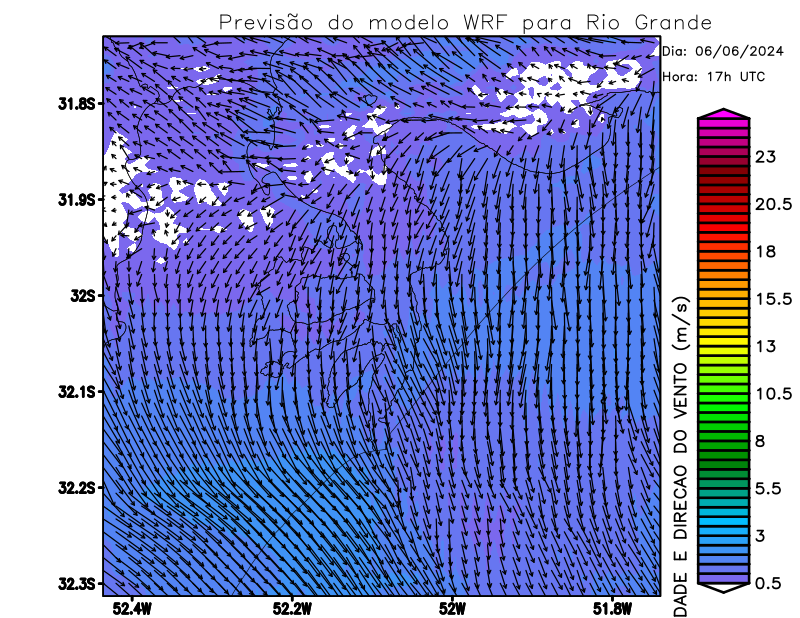 Previsão do modelo WRF para Rio Grande
Dia: 06/06/2024
Hora: 17h UTC
31.8S
31.9S
32S
32.1S
32.2S
32.3S
52.4W
52.2W
52W
51.8W
23
20.5
18
15.5
13
10.5
8
5.5
3
0.5
DADE E DIRECAO DO VENTO (m/s)